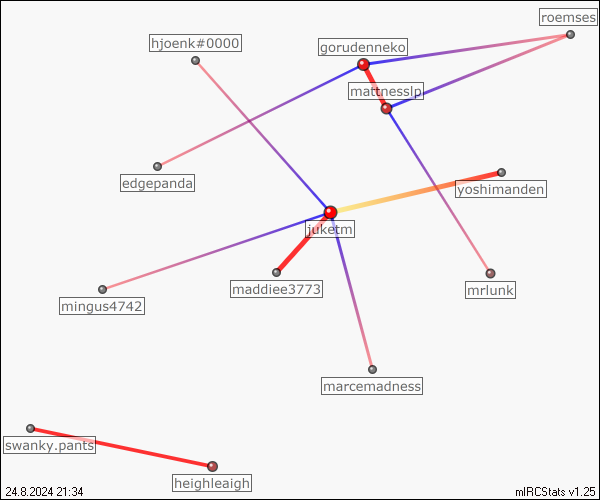 roemses
hjoenk#0000
gorudenneko
mattnesslp
edgepanda
yoshimanden
juketm
maddiee3773
mrlunk
mingus4742
marcemadness
swanky.pants
heighleaigh
24.8.2024 21:34
mIRCStats v1.25